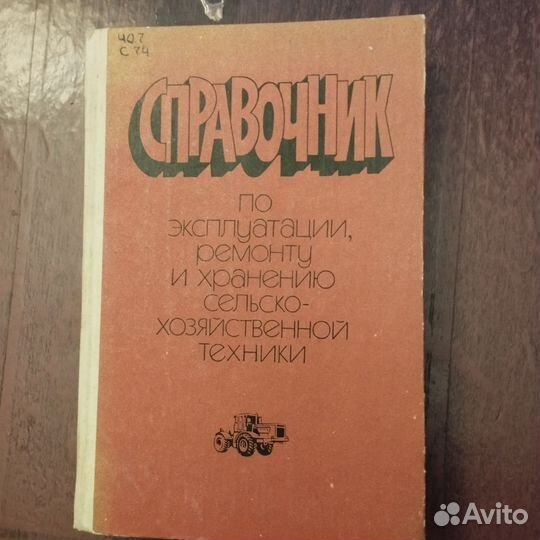 40.7
С 74
СПРАВОЧНИК
по
эксплуатации,
ремонту
и хранению
сельско-
хозяйственной
техники
Avito